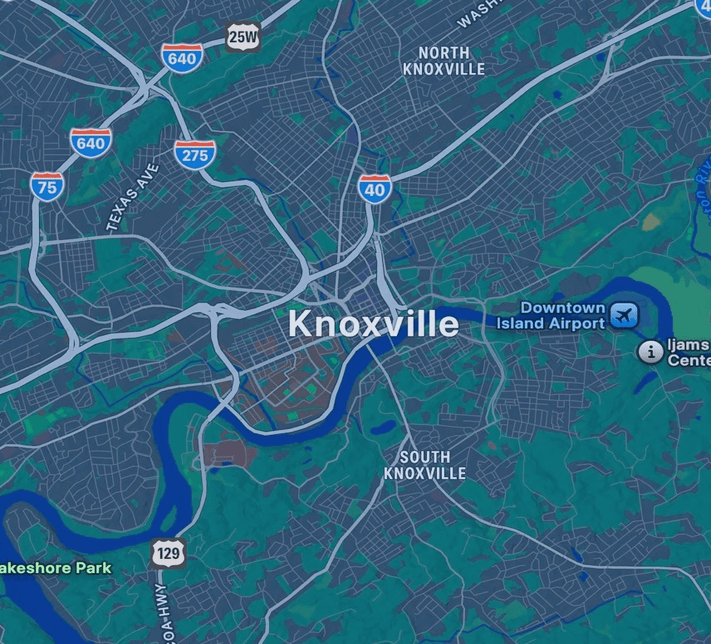 25W
WASH
4
640
NORTH
KNOXVILLE
640
275
75
40
TEXAS AVE
Downtown
Island Airport
Knoxville
Ijams
Cente
SOUTH
KNOXVILLE
129
akeshore Park
OA HWY